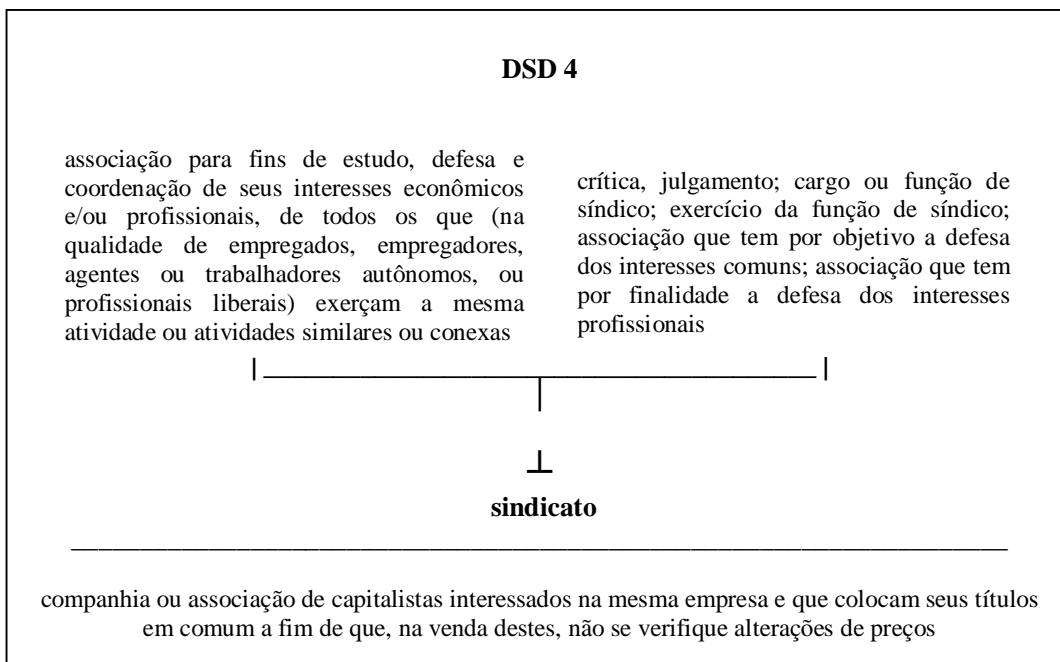 DSD 4
associação para fins de estudo, defesa e
coordenação de seus interesses econômicos
e/ou profissionais, de todos os que (na
qualidade de empregados, empregadores,
agentes ou trabalhadores autônomos, ou
profissionais liberais) exerçam a mesma
atividade ou atividades similares ou conexas
crítica, julgamento; cargo ou função de
síndico; exercício da função de síndico;
associação que tem por objetivo a defesa
dos interesses comuns; associação que tem
por finalidade a defesa dos interesses
profissionais
sindicato
companhia ou associação de capitalistas interessados na mesma empresa e que colocam seus títulos
em comum a fim de que, na venda destes, não se verifique alterações de preços